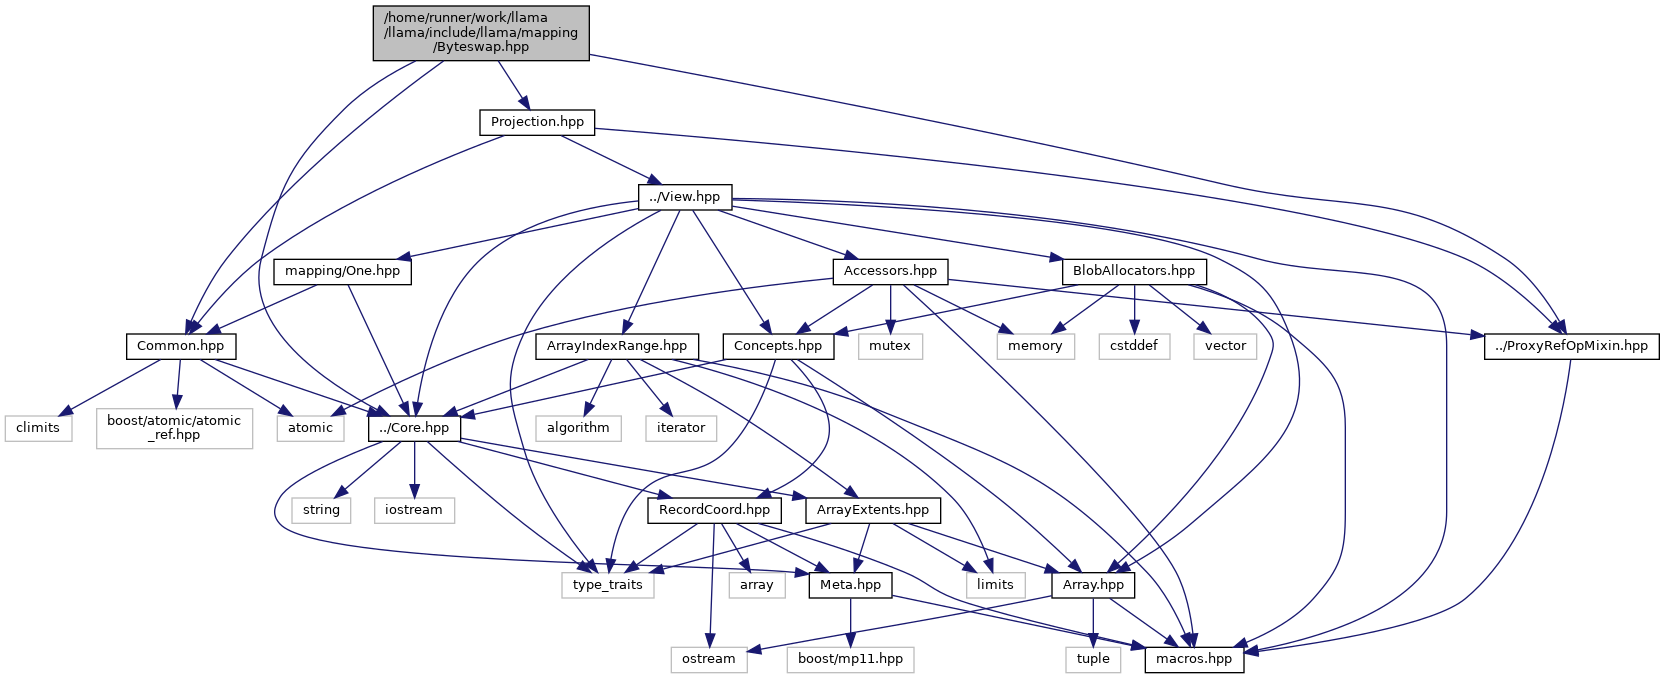 /home/runner/work/llama
/llama/include/llama/mapping
/Byteswap.hpp
Projection.hpp
../View.hpp
mapping/One.hpp
Accessors.hpp
BlobAllocators.hpp
Common.hpp
ArrayIndexRange.hpp
Concepts.hpp
mutex
memory
cstddef
vector
../ProxyRefOpMixin.hpp
climits
boost/atomic/atomic
_ref.hpp
atomic
../Core.hpp
algorithm
iterator
string
iostream
RecordCoord.hpp
ArrayExtents.hpp
type_traits
array
Meta.hpp
limits
Array.hpp
ostream
boost/mp11.hpp
tuple
macros.hpp